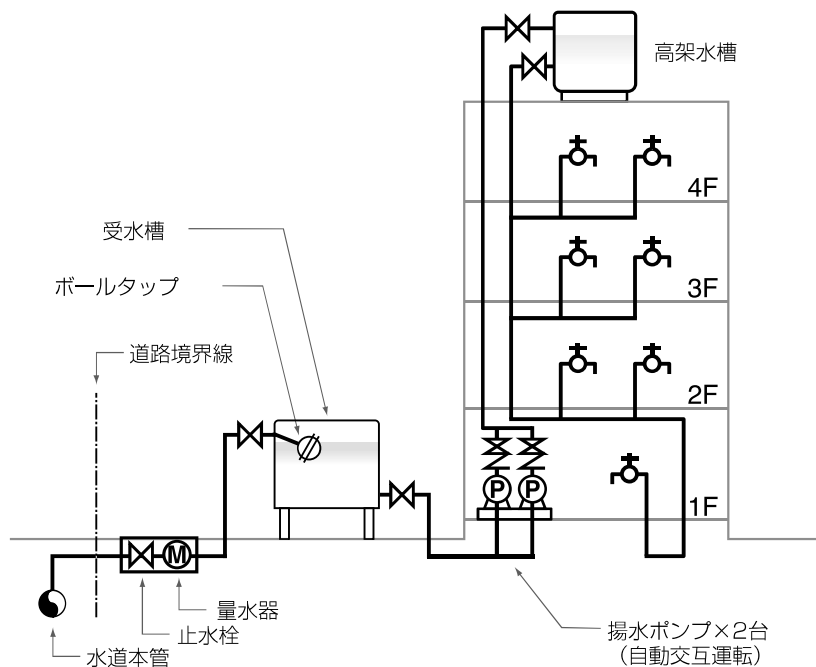 高架水槽
4F
受水槽
ボールタップ
3F
道路境界線
2F
P
P
1F
M
量水器
止水栓
水道本管
揚水ポンプ×2台
（自動交互運転）